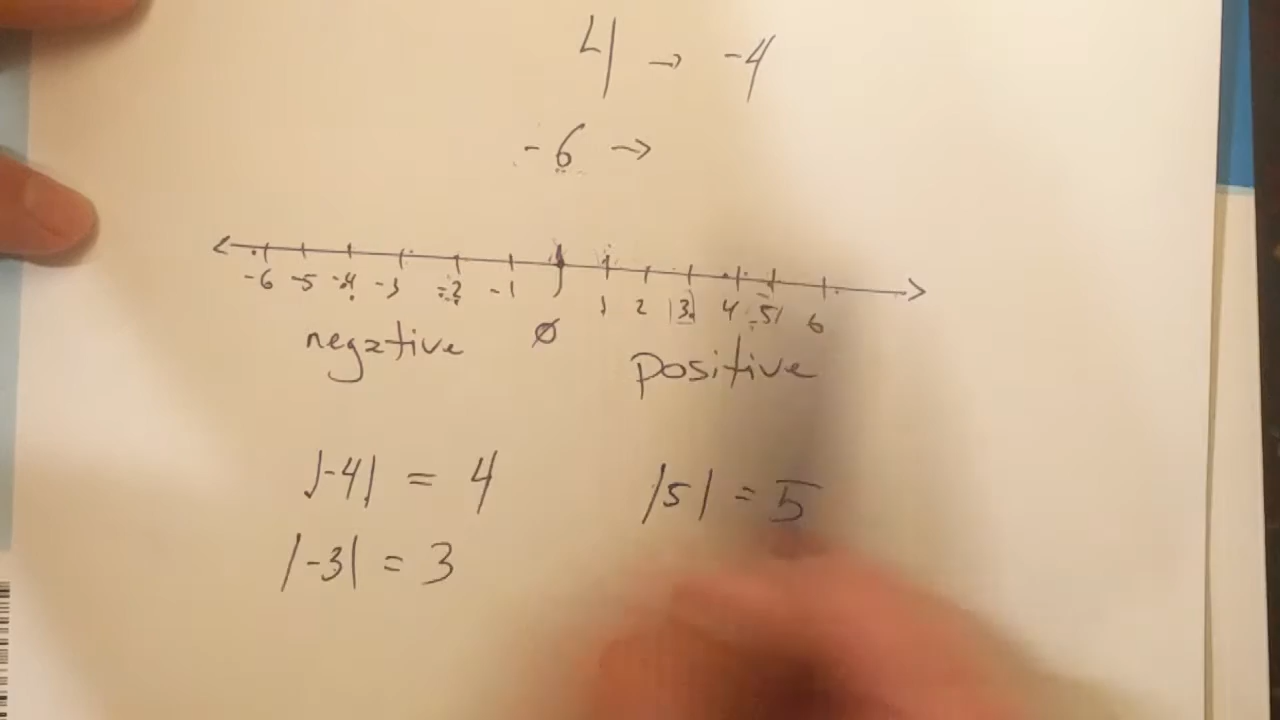 4 → -4
-6 →
-6 -5 -4 -3 -2 -1 1 2 3 4 5 6
negative Ø positive
|-4| = 4 |5| = 5
|-3| = 3